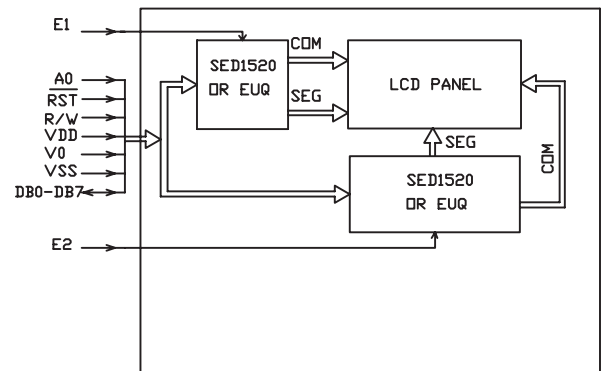 E1
A0
RST
R/W
VDD
V0
VSS
DB0-DB7
E2
SED1520
OR EUQ
COM
SEG
LCD PANEL
SEG
COM
SED1520
OR EUQ